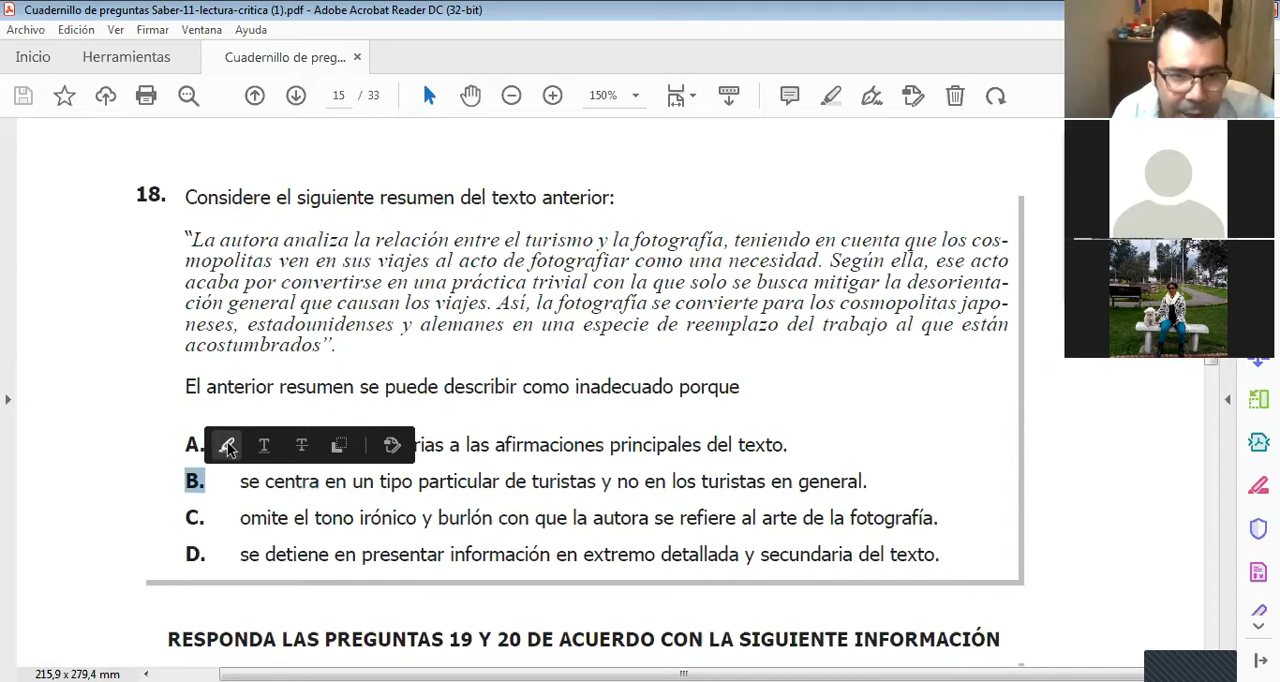 Cuadernillo de preguntas Saber-11-lectura-critica (1).pdf - Adobe Acrobat Reader DC (32-bit)
Archivo Edición Ver Firmar Ventana Ayuda
Inicio Herramientas Cuadernillo de preg... ×
15 / 33 150%
18. Considere el siguiente resumen del texto anterior:
“La autora analiza la relación entre el turismo y la fotografía, teniendo en cuenta que los cos-
mopolitas ven en sus viajes al acto de fotografiar como una necesidad. Según ella, ese acto
acaba por convertirse en una práctica trivial con la que solo se busca mitigar la desorienta-
ción general que causan los viajes. Así, la fotografía se convierte para los cosmopolitas japo-
neses, estadounidenses y alemanes en una especie de reemplazo del trabajo al que están
acostumbrados”.
El anterior resumen se puede describir como inadecuado porque
A. rias a las afirmaciones principales del texto.
B. se centra en un tipo particular de turistas y no en los turistas en general.
C. omite el tono irónico y burlón con que la autora se refiere al arte de la fotografía.
D. se detiene en presentar información en extremo detallada y secundaria del texto.
RESPONDA LAS PREGUNTAS 19 Y 20 DE ACUERDO CON LA SIGUIENTE INFORMACIÓN
215,9 x 279,4 mm